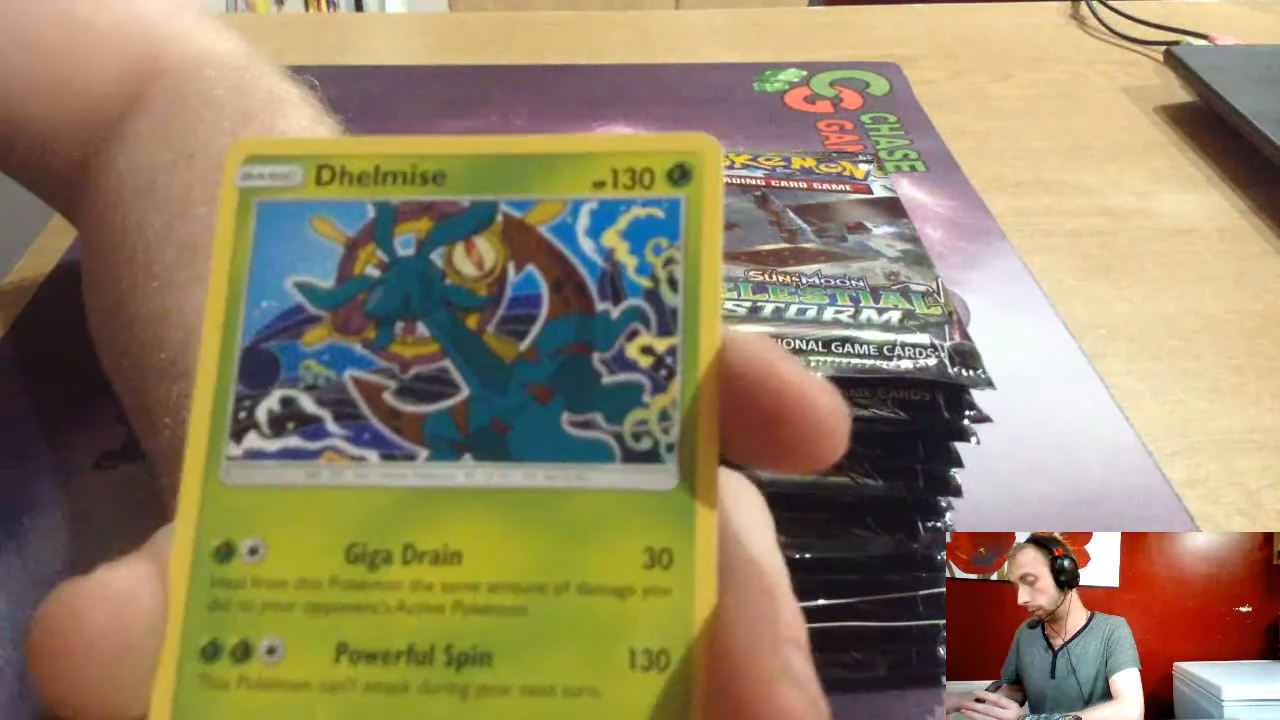 CHASE
GA
BASIC Dhelmise HP130
POKéMON
TRADING CARD GAME
SUN & MOON
CELESTIAL
STORM
ADDITIONAL GAME CARDS
GAME CARDS
Giga Drain 30
Heal from this Pokémon the same amount of damage you
did to your opponent's Active Pokémon.
Powerful Spin 130
This Pokémon can't attack during your next turn.